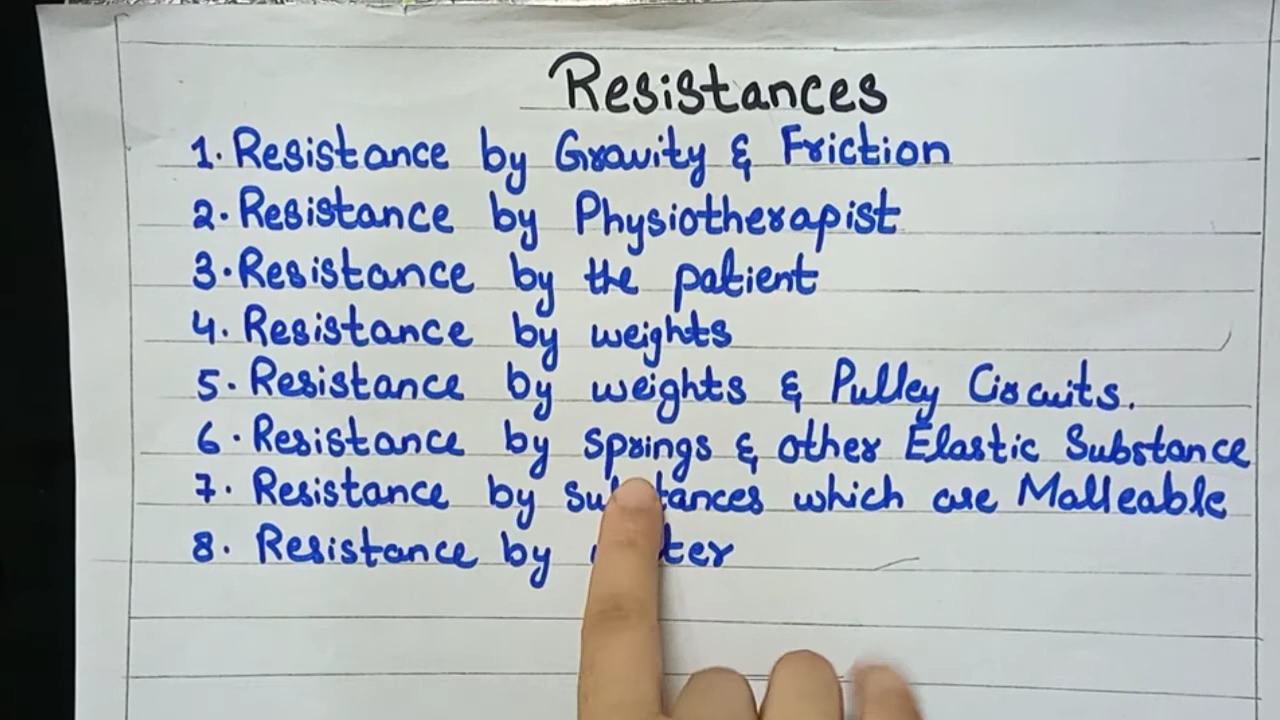 Resistances
1. Resistance by Gravity & Friction
2. Resistance by Physiotherapist
3. Resistance by the patient
4. Resistance by weights
5. Resistance by weights & Pulley Circuits.
6. Resistance by Springs & other Elastic Substance
7. Resistance by which are Malleable
8. Resistance by